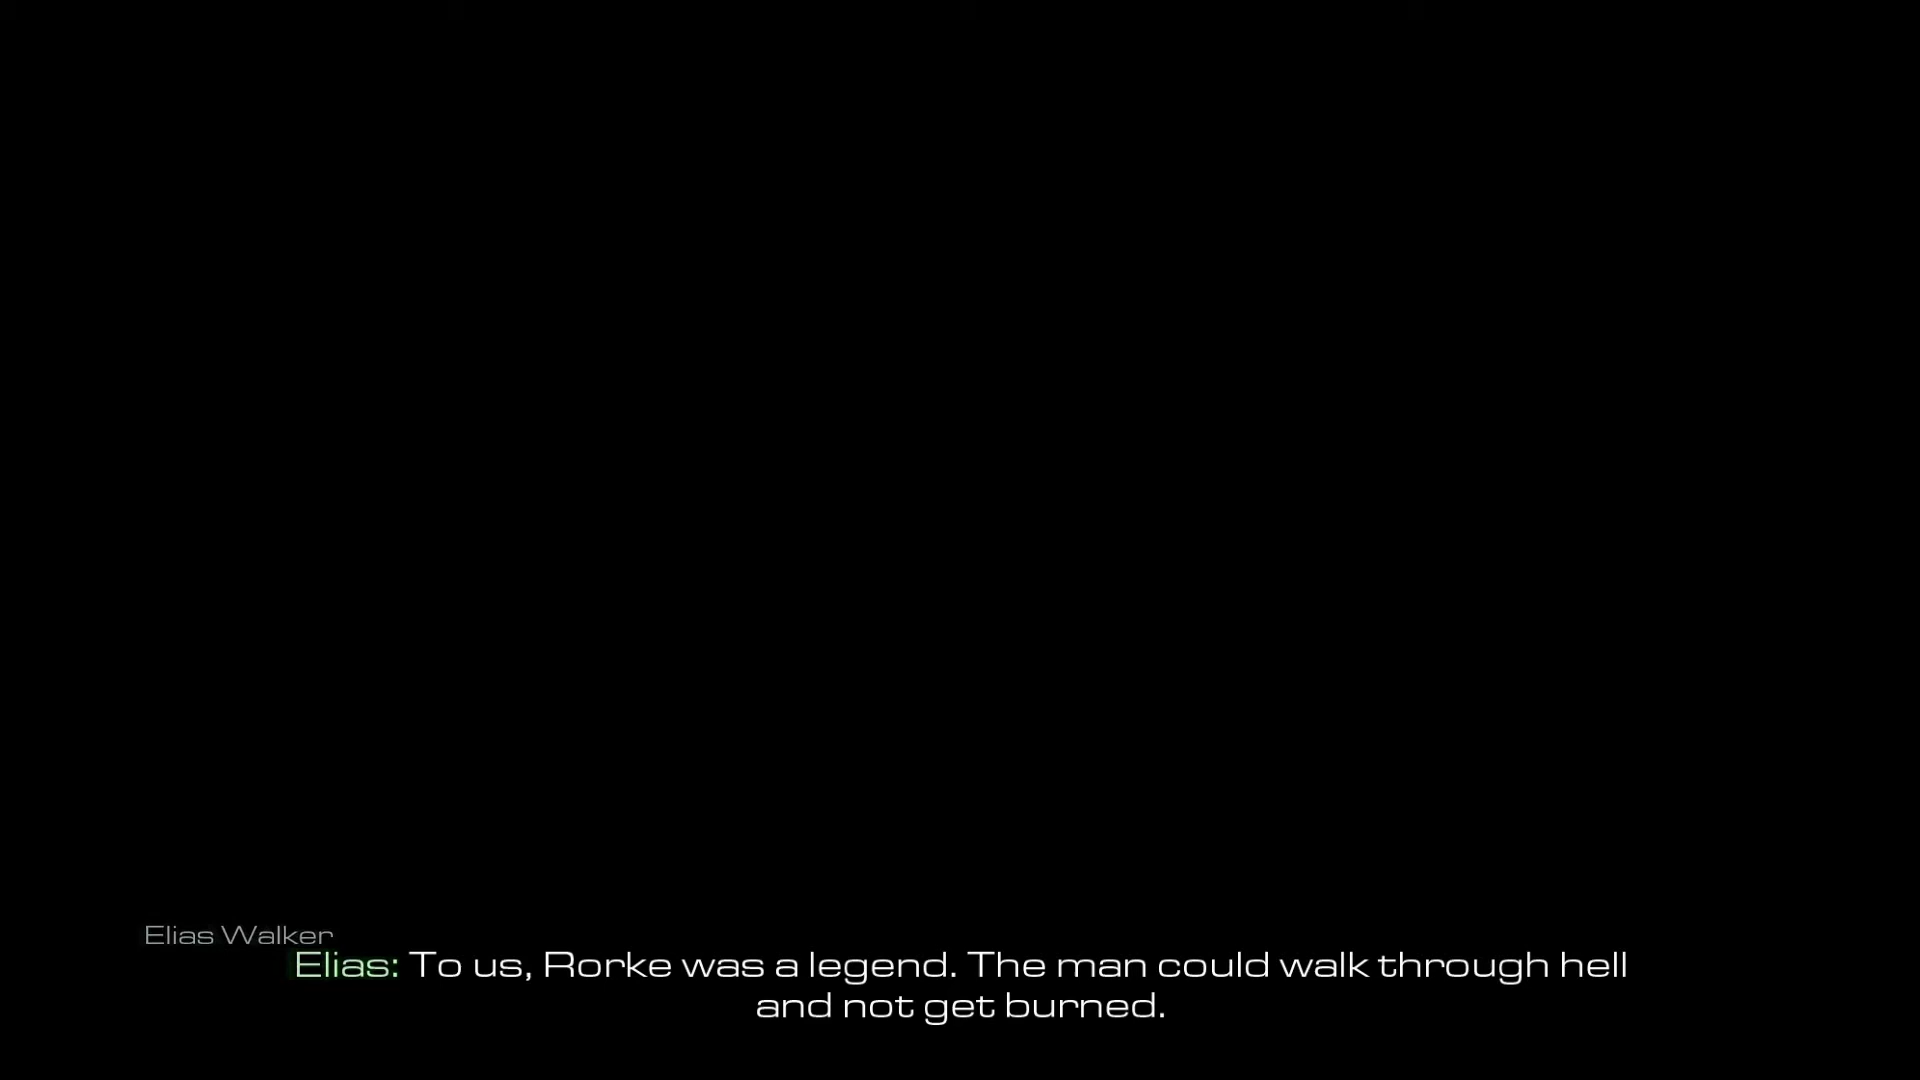 Elias Walker
Elias: To us, Rorke was a legend. The man could walk through hell
and not get burned.